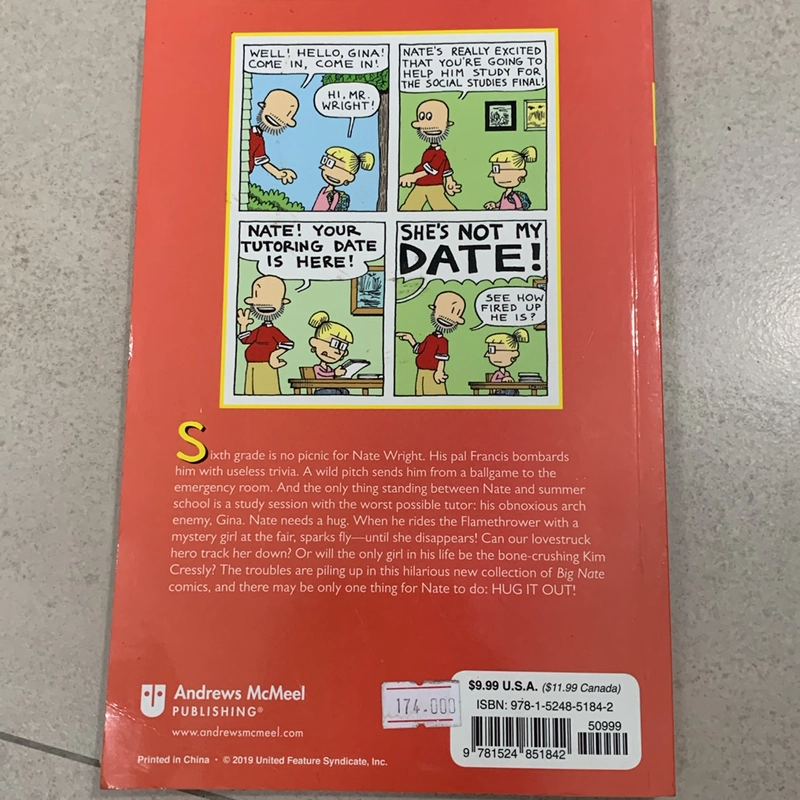 WELL! HELLO, GINA!
COME IN, COME IN!
HI, MR.
WRIGHT!
NATE'S REALLY EXCITED
THAT YOU'RE GOING TO
HELP HIM STUDY FOR
THE SOCIAL STUDIES FINAL!
NATE! YOUR
TUTORING DATE
IS HERE!
SHE'S NOT MY
DATE!
SEE HOW
FIRED UP
HE IS?
Sixth grade is no picnic for Nate Wright. His pal Francis bombards
him with useless trivia. A wild pitch sends him from a ballgame to the
emergency room. And the only thing standing between Nate and summer
school is a study session with the worst possible tutor: his obnoxious arch
enemy, Gina. Nate needs a hug. When he rides the Flamethrower with a
mystery girl at the fair, sparks fly—until she disappears! Can our lovestruck
hero track her down? Or will the only girl in his life be the bone-crushing Kim
Cressly? The troubles are piling up in this hilarious new collection of Big Nate
comics, and there may be only one thing for Nate to do: HUG IT OUT!
Andrews McMeel
PUBLISHING®
www.andrewsmcmeel.com
Printed in China • © 2019 United Feature Syndicate, Inc.
174.000
$9.99 U.S.A. ($11.99 Canada)
ISBN: 978-1-5248-5184-2
50999
9 781524 851842